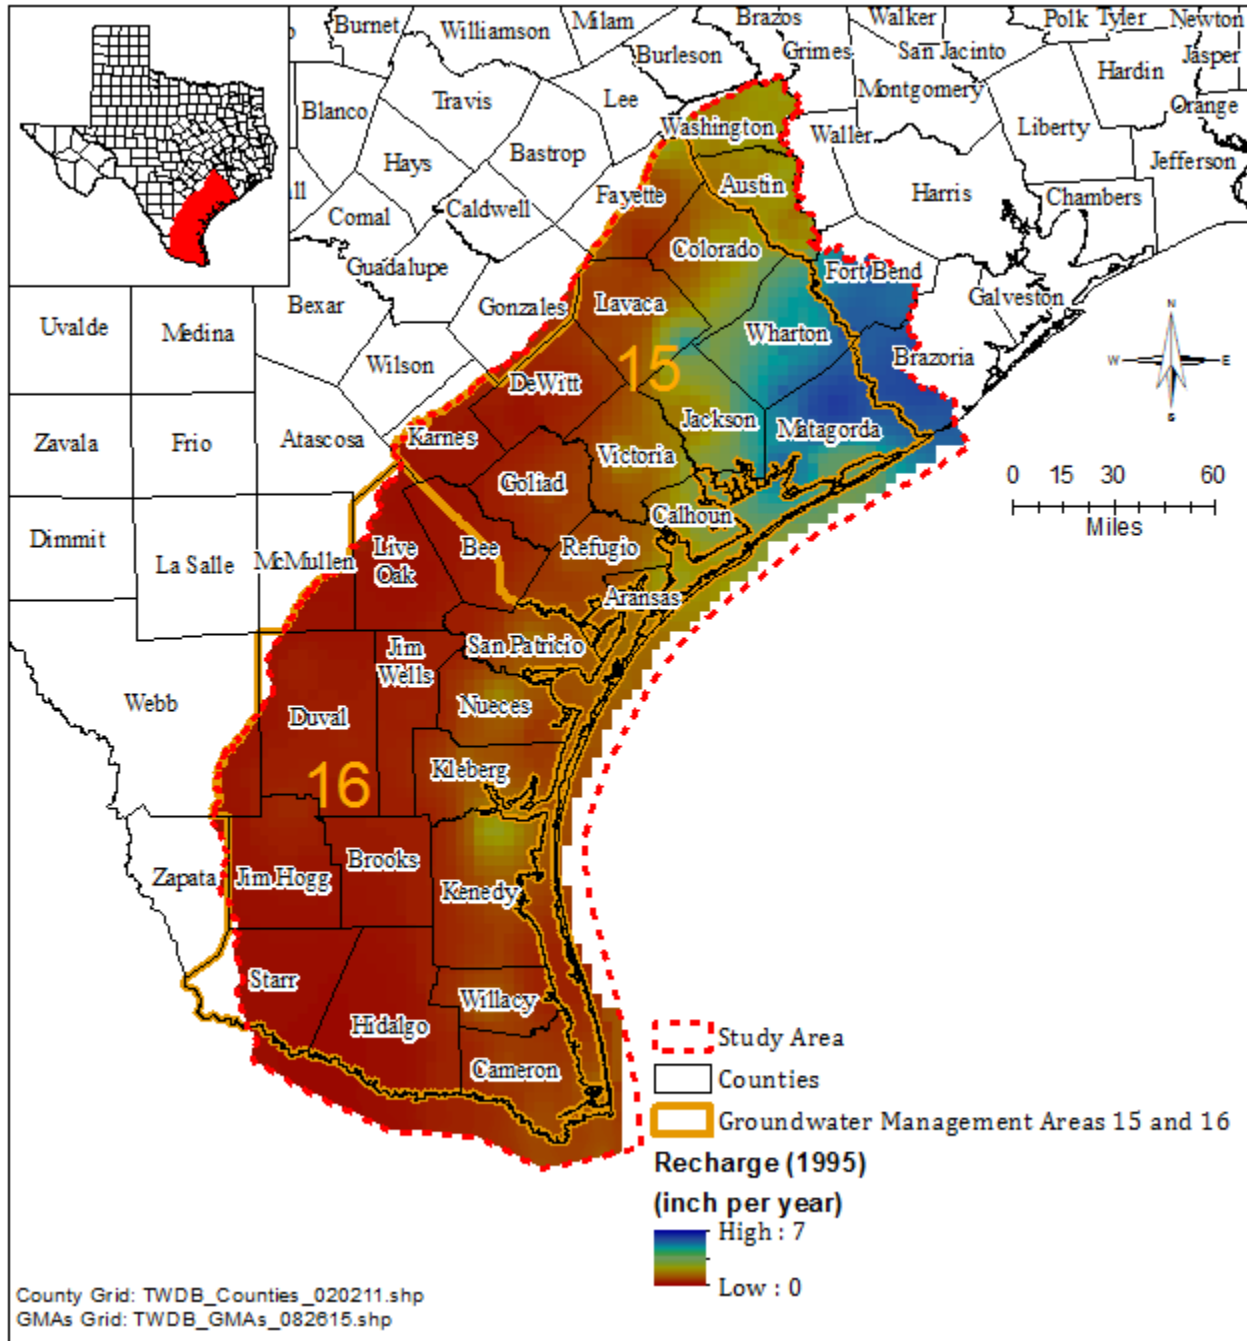 Burnet
Williamson
Milam
Brazos
Walker
Polk
Tyler
Newton
Grimes
San Jacinto
Jasper
Burleson
Hardin
Montgomery
Blanco
Travis
Lee
Orange
Washington
Waller
Liberty
Hays
Bastrop
Jefferson
ll
Austin
Harris
Chambers
Comal
Caldwell
Fayette
Colorado
Guadalupe
Fort Bend
Bexar
Gonzales
Lavaca
Galveston
Uvalde
Medina
Wharton
N
W
E
S
Wilson
15
Brazoria
DeWitt
Zavala
Frio
Atascosa
Karnes
Jackson
Matagorda
Victoria
Goliad
0 15 30 60
Miles
Dimmit
La Salle
McMullen
Live
Oak
Bee
Refugio
Calhoun
Aransas
San Patricio
Jim
Wells
Webb
Duval
Nueces
16
Kleberg
Zapata
Jim Hogg
Brooks
Kenedy
Starr
Willacy
Hidalgo
Cameron
Study Area
Counties
Groundwater Management Areas 15 and 16
Recharge (1995)
(inch per year)
High : 7
Low : 0
County Grid: TWDB_Counties_020211.shp
GMAs Grid: TWDB_GMAs_082615.shp